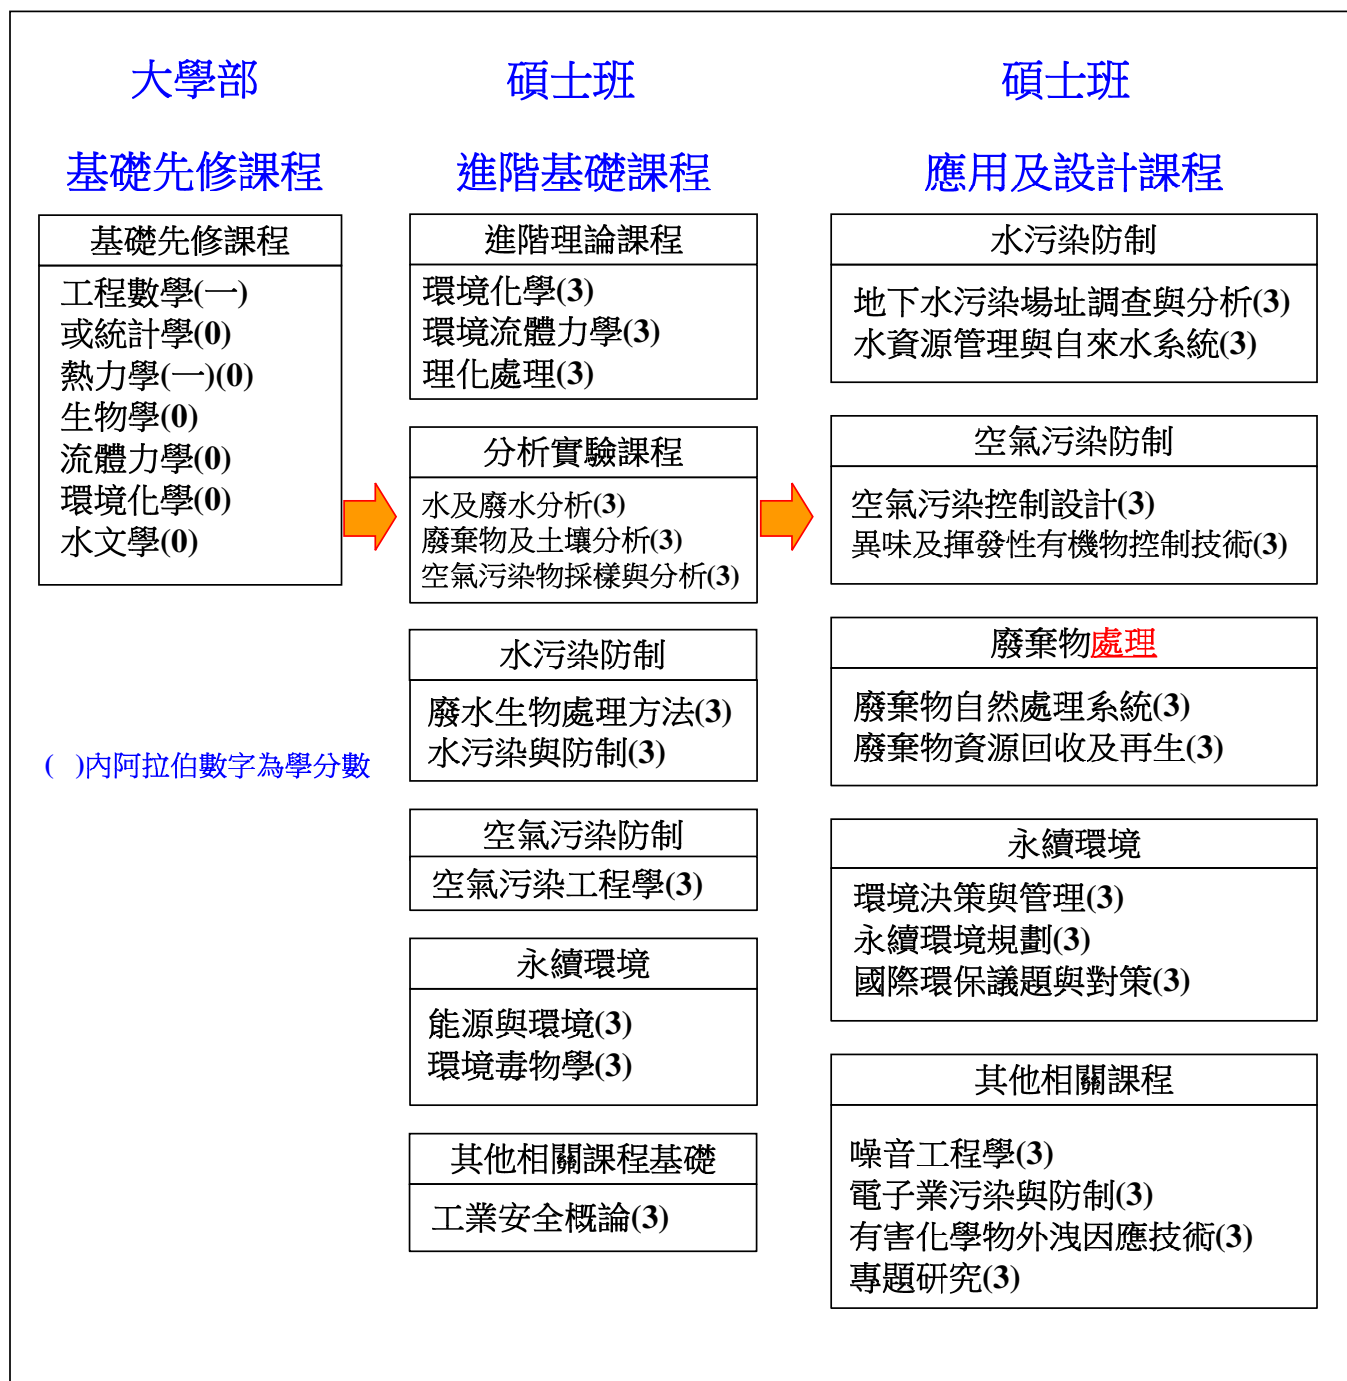 大學部
基礎先修課程
基礎先修課程
工程數學(一)
或統計學(0)
熱力學(一)(0)
生物學(0)
流體力學(0)
環境化學(0)
水文學(0)
( )內阿拉伯數字為學分數
碩士班
進階基礎課程
進階理論課程
環境化學(3)
環境流體力學(3)
理化處理(3)
分析實驗課程
水及廢水分析(3)
廢棄物及土壤分析(3)
空氣污染物採樣與分析(3)
水污染防制
廢水生物處理方法(3)
水污染與防制(3)
空氣污染防制
空氣污染工程學(3)
永續環境
能源與環境(3)
環境毒物學(3)
其他相關課程基礎
工業安全概論(3)
碩士班
應用及設計課程
水污染防制
地下水污染場址調查與分析(3)
水資源管理與自來水系統(3)
空氣污染防制
空氣污染控制設計(3)
異味及揮發性有機物控制技術(3)
廢棄物處理
廢棄物自然處理系統(3)
廢棄物資源回收及再生(3)
永續環境
環境決策與管理(3)
永續環境規劃(3)
國際環保議題與對策(3)
其他相關課程
噪音工程學(3)
電子業污染與防制(3)
有害化學物外洩因應技術(3)
專題研究(3)